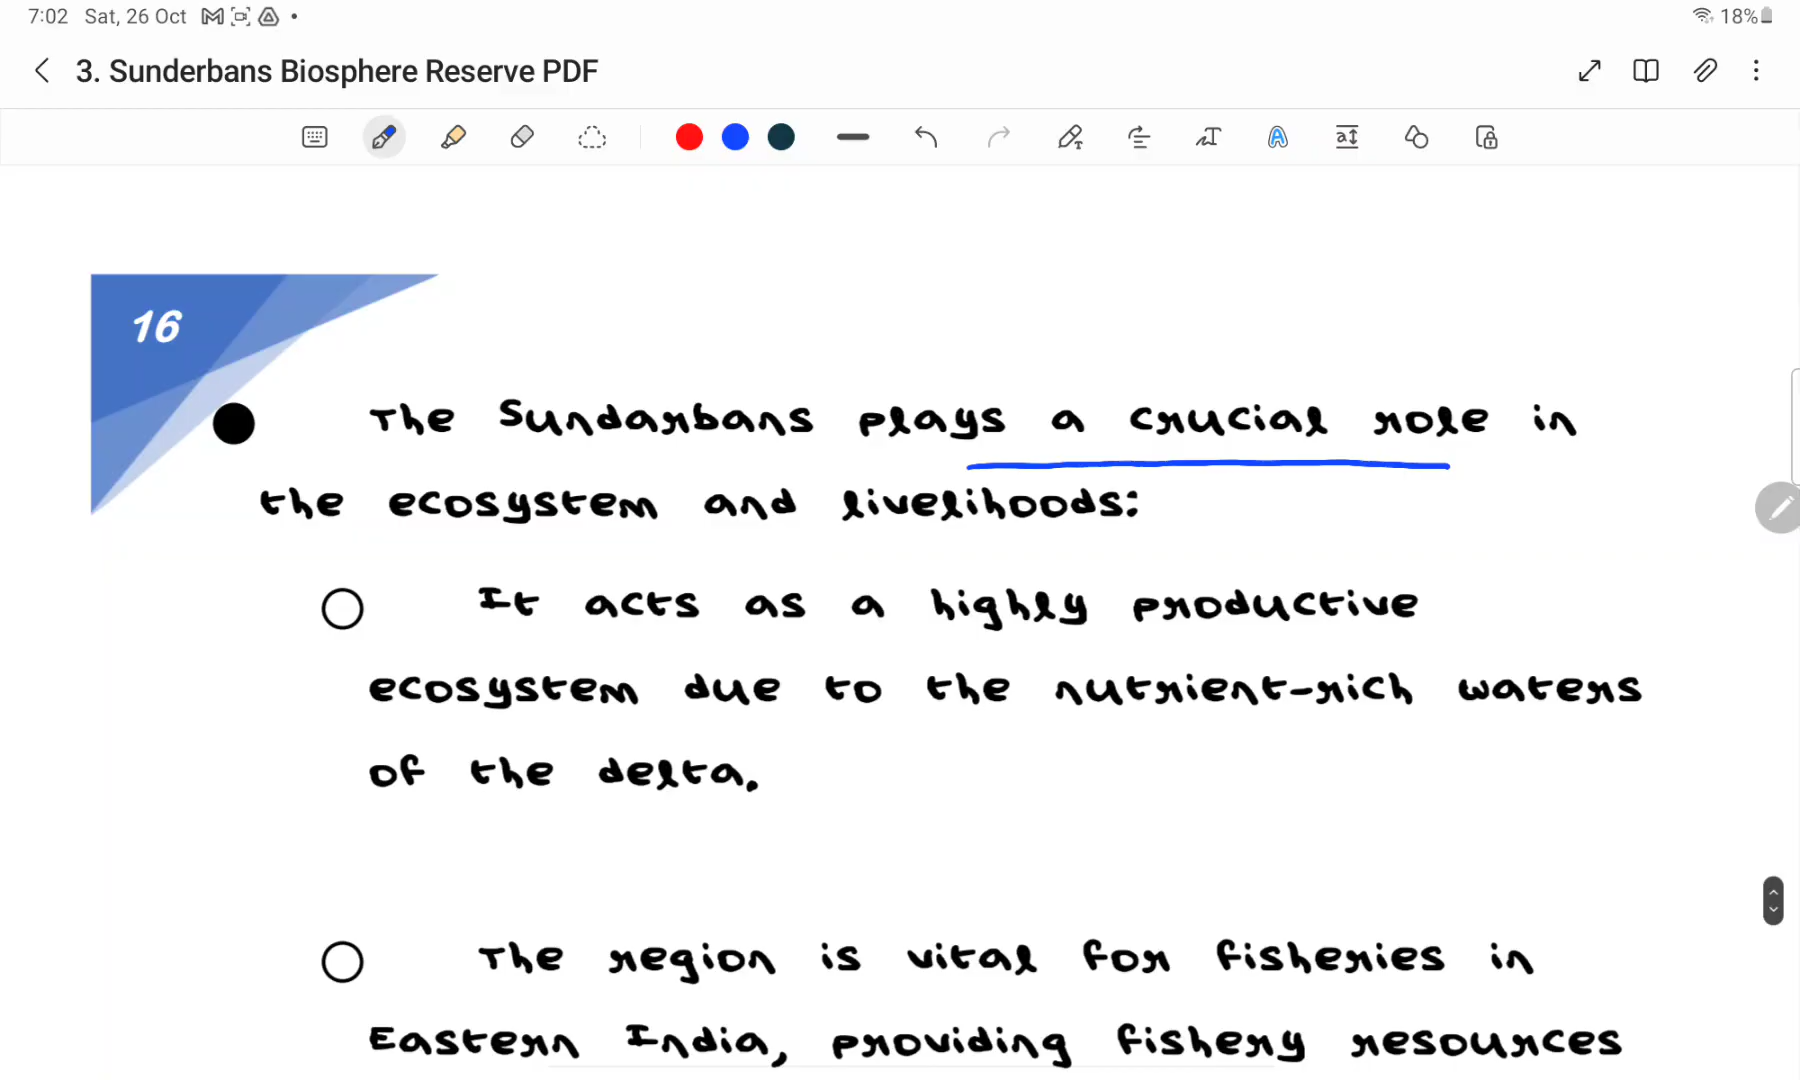 7:02 Sat, 26 Oct
18%
3. Sunderbans Biosphere Reserve PDF
16
The Sundarbans plays a crucial role in
the ecosystem and livelihoods:
It acts as a highly productive
ecosystem due to the nutrient-rich waters
of the delta.
The region is vital for fisheries in
Eastern India, providing fishery resources